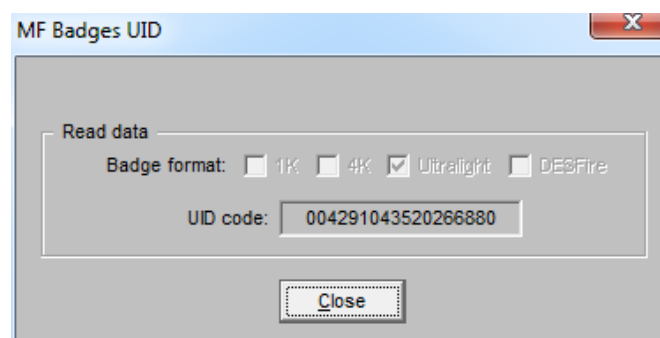 MF Badges UID
Read data
Badge format: 1K 4K Ultralight DESFire
UID code: 004291043520266880
Close